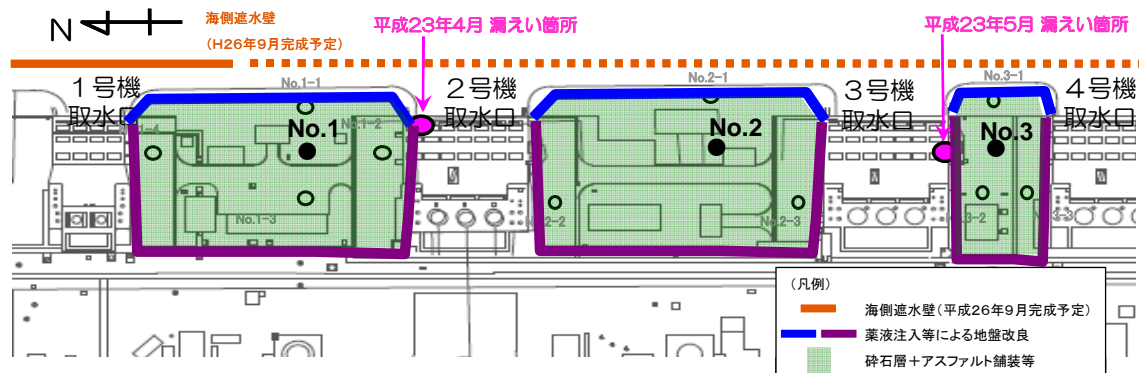 N
海側遮水壁
(H26年9月完成予定)
平成23年4月 漏えい箇所
平成23年5月 漏えい箇所
No.1-1
No.2-1
No.3-1
1号機
取水口
2号機
取水口
3号機
取水口
4号機
取水口
No.1-4
No.1
No.1-2
No.2
No.3
No.1-3
No.2-2
No.2-3
No.3-2
No.3-3
(凡例)
海側遮水壁(平成26年9月完成予定)
薬液注入等による地盤改良
砕石層+アスファルト舗装等